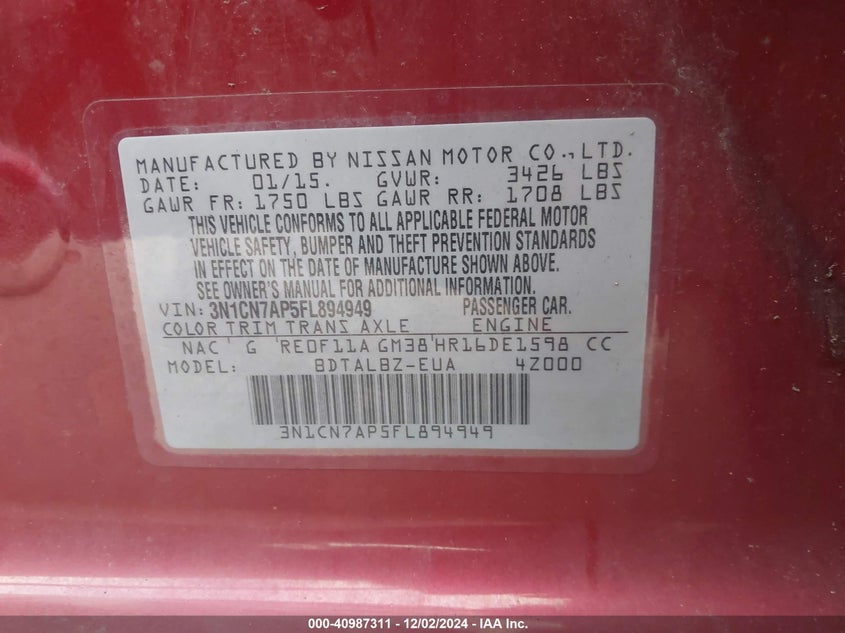 MANUFACTURED BY NISSAN MOTOR CO., LTD.
DATE: 01/15. GVWR: 3426 LBS
GAWR FR: 1750 LBS GAWR RR: 1708 LBS
THIS VEHICLE CONFORMS TO ALL APPLICABLE FEDERAL MOTOR
VEHICLE SAFETY, BUMPER AND THEFT PREVENTION STANDARDS
IN EFFECT ON THE DATE OF MANUFACTURE SHOWN ABOVE.
SEE OWNER'S MANUAL FOR ADDITIONAL INFORMATION.
VIN: 3N1CN7AP5FL894949 PASSENGER CAR.
COLOR TRIM TRANS AXLE ENGINE
NAC G RE0F11A GM38 HR16DE1598 CC
MODEL: BDTALBZ-EUA 4Z000
3N1CN7AP5FL894949
000-40987311 - 12/02/2024 - IAA Inc.